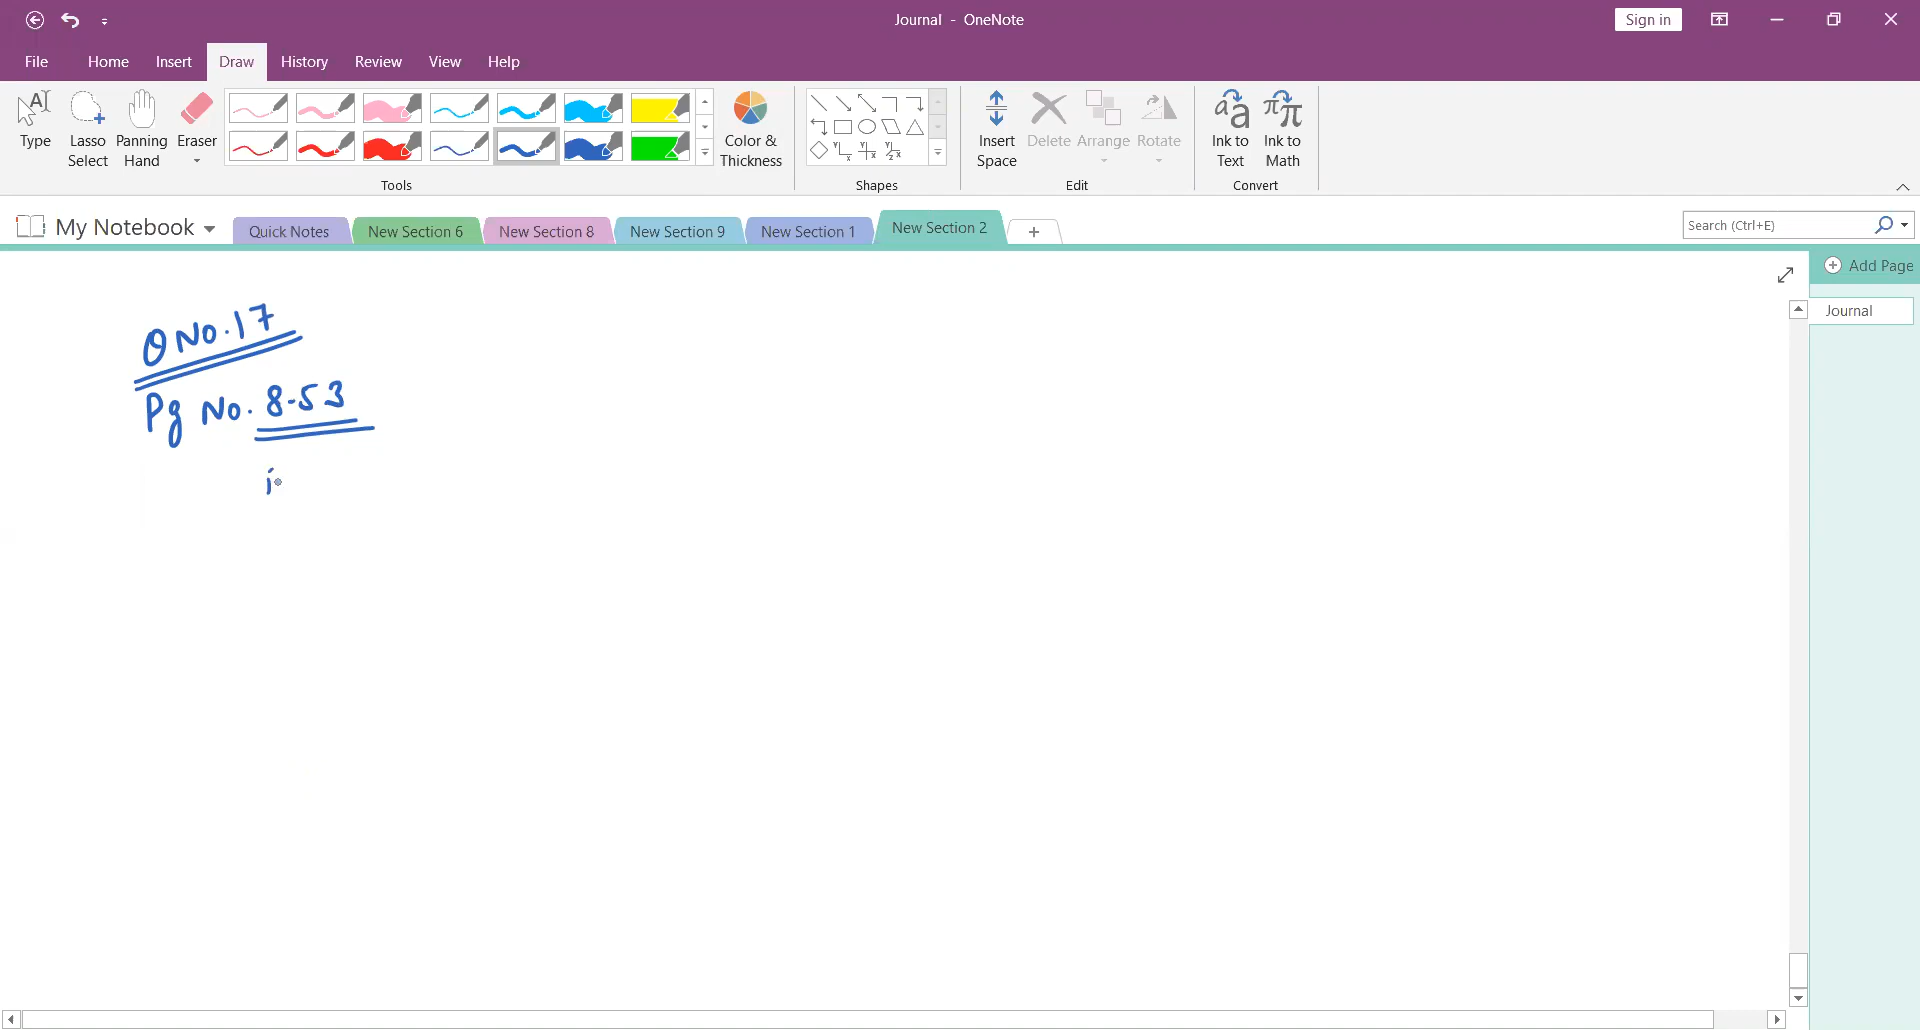 Journal - OneNote
Sign in
File Home Insert Draw History Review View Help
Type
Lasso Select
Panning Hand
Eraser
Color & Thickness
Insert Space
Delete
Arrange
Rotate
Ink to Text
Ink to Math
Tools
Shapes
Edit
Convert
My Notebook
Quick Notes
New Section 6
New Section 8
New Section 9
New Section 1
New Section 2
Search (Ctrl+E)
Add Page
Journal
Q No. 17
Pg No. 8.53
i